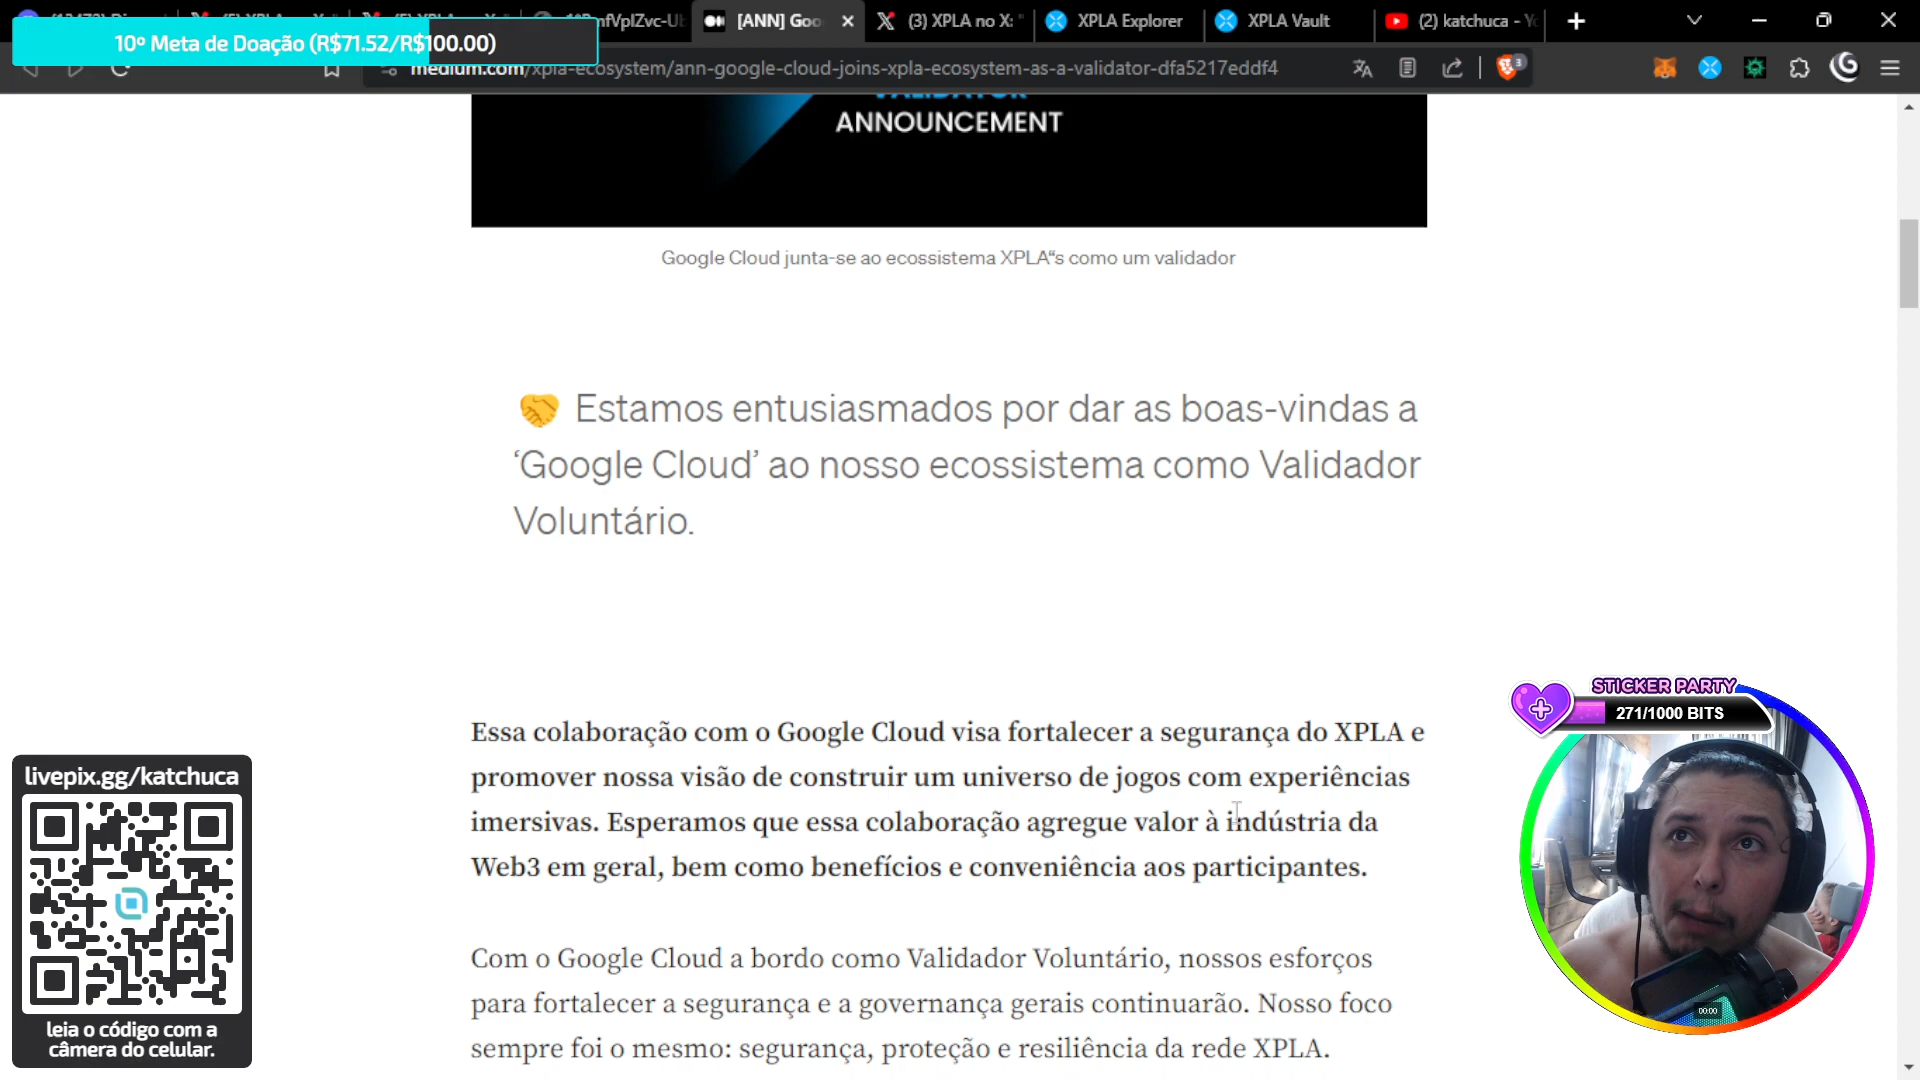 10º Meta de Doação (R$71.52/R$100.00)
[ANN] Goo
(3) XPLA no X: "
XPLA Explorer
XPLA Vault
(2) katchuca - Yo
medium.com/xpla-ecosystem/ann-google-cloud-joins-xpla-ecosystem-as-a-validator-dfa5217eddf4
3
ANNOUNCEMENT
Google Cloud junta-se ao ecossistema XPLA“s como um validador
🤝 Estamos entusiasmados por dar as boas-vindas a
‘Google Cloud’ ao nosso ecossistema como Validador
Voluntário.
Essa colaboração com o Google Cloud visa fortalecer a segurança do XPLA e
promover nossa visão de construir um universo de jogos com experiências
imersivas. Esperamos que essa colaboração agregue valor à indústria da
Web3 em geral, bem como benefícios e conveniência aos participantes.
Com o Google Cloud a bordo como Validador Voluntário, nossos esforços
para fortalecer a segurança e a governança gerais continuarão. Nosso foco
sempre foi o mesmo: segurança, proteção e resiliência da rede XPLA.
livepix.gg/katchuca
leia o código com a
câmera do celular.
STICKER PARTY
271/1000 BITS
00:00